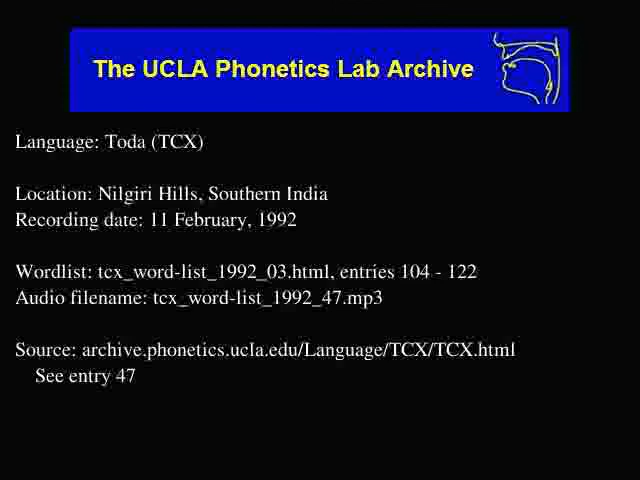 The UCLA Phonetics Lab Archive
Language: Toda (TCX)
Location: Nilgiri Hills, Southern India
Recording date: 11 February, 1992
Wordlist: tcx_word-list_1992_03.html, entries 104 - 122
Audio filename: tcx_word-list_1992_47.mp3
Source: archive.phonetics.ucla.edu/Language/TCX/TCX.html
See entry 47